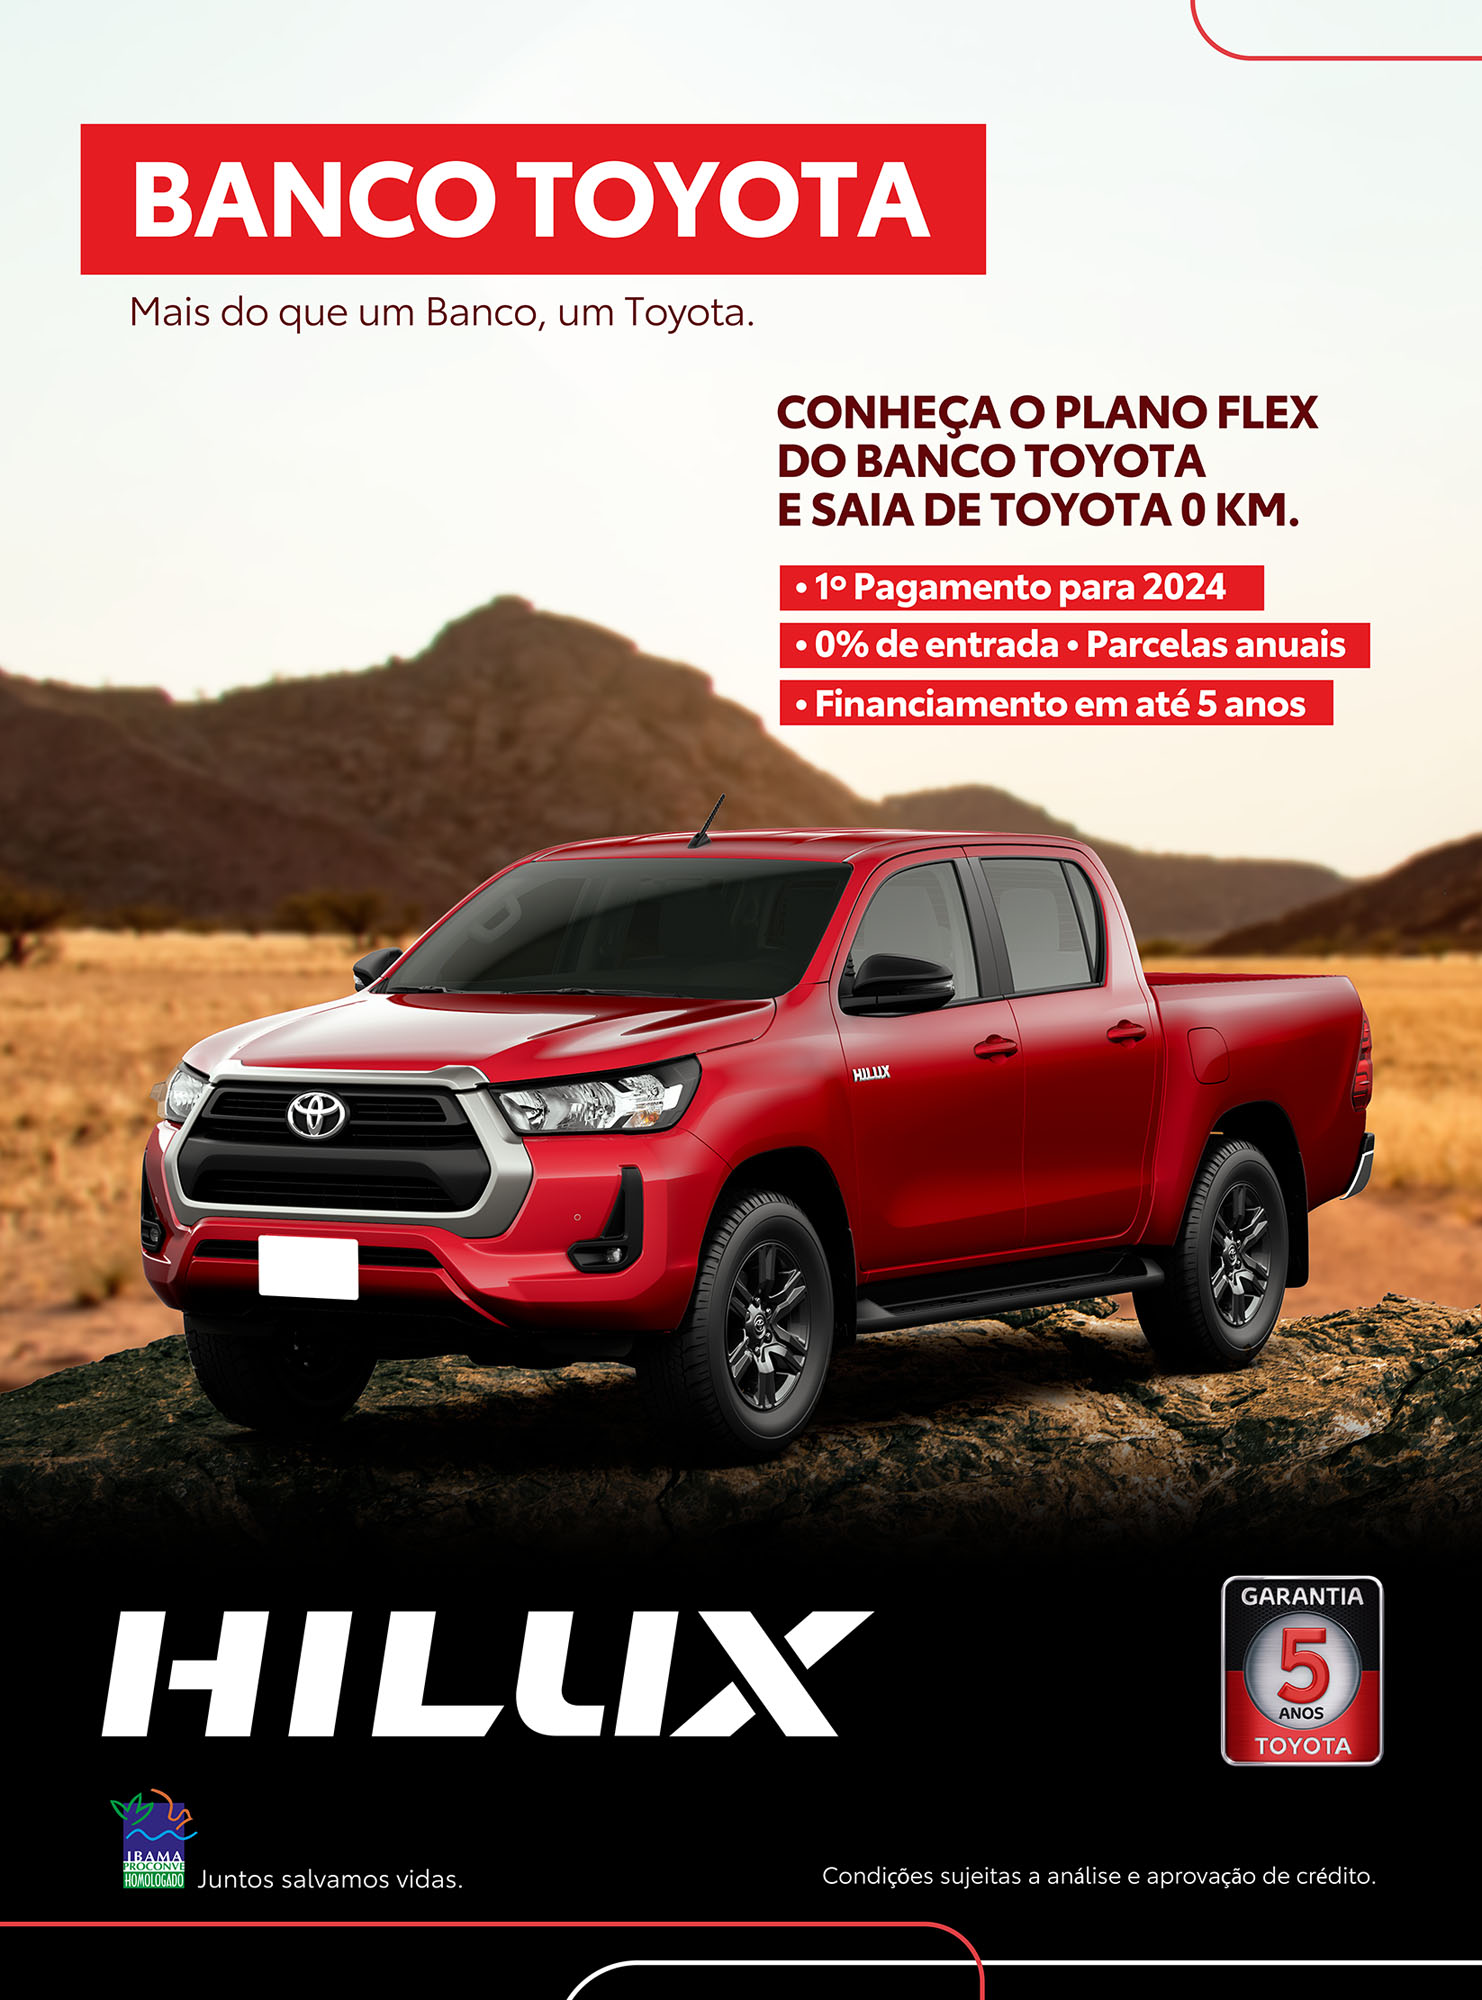 BANCO TOYOTA
Mais do que um Banco, um Toyota.
CONHEÇA O PLANO FLEX
DO BANCO TOYOTA
E SAIA DE TOYOTA 0 KM.
• 1º Pagamento para 2024
• 0% de entrada • Parcelas anuais
• Financiamento em até 5 anos
HILUX
HILUX
GARANTIA
5
ANOS
TOYOTA
IBAMA
PROCONVE
HOMOLOGADO
Juntos salvamos vidas.
Condições sujeitas a análise e aprovação de crédito.